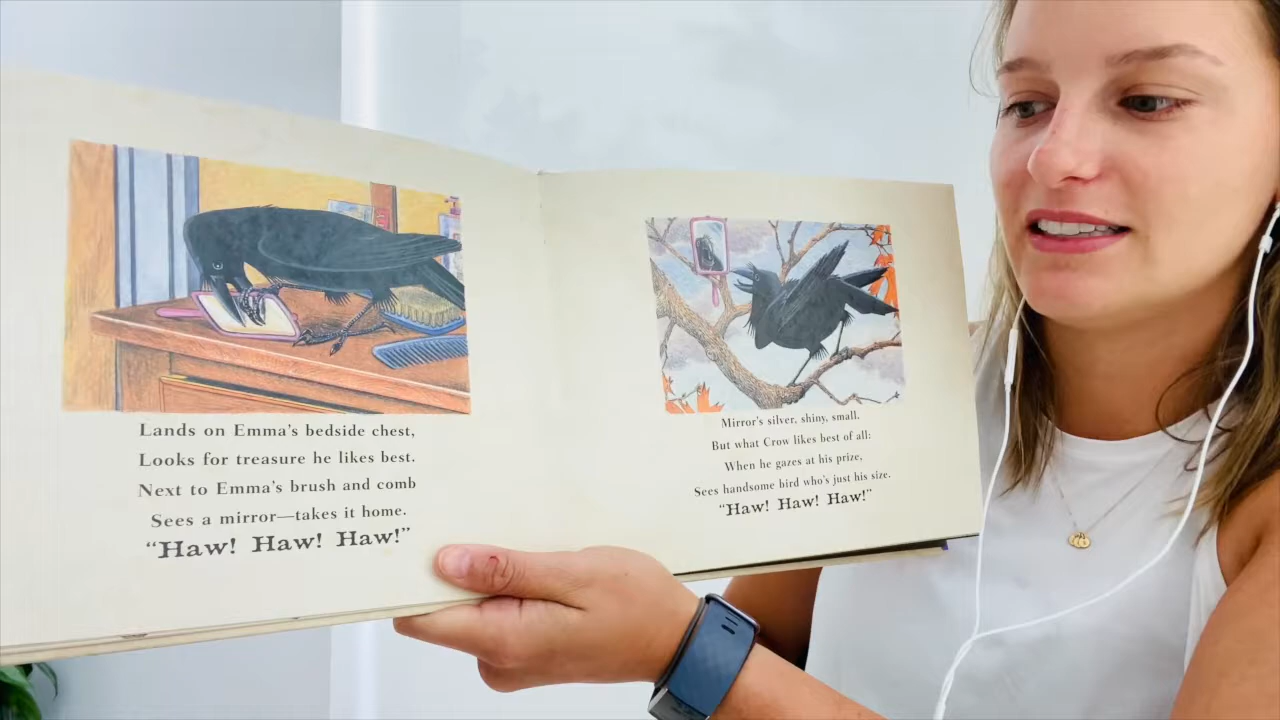 Lands on Emma's bedside chest,
Looks for treasure he likes best.
Next to Emma's brush and comb
Sees a mirror—takes it home.
"Haw! Haw! Haw!"
Mirror's silver, shiny, small.
But what Crow likes best of all:
When he gazes at his prize,
Sees handsome bird who's just his size.
"Haw! Haw! Haw!"